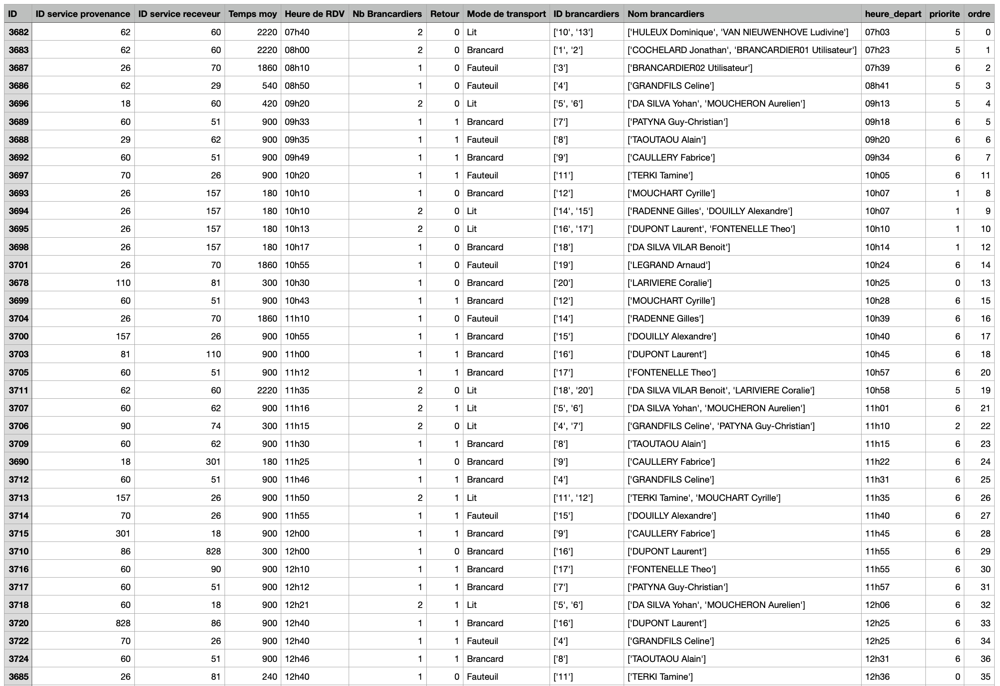 ID ID service provenance ID service receveur Temps moy Heure de RDV Nb Brancardiers Retour Mode de transport ID brancardiers Nom brancardiers heure_depart priorite ordre
3682 62 60 2220 07h40 2 0 Lit ['10', '13'] ['HULEUX Dominique', 'VAN NIEUWENHOVE Ludivine'] 07h03 5 0
3683 62 60 2220 08h00 2 0 Brancard ['1', '2'] ['COCHELARD Jonathan', 'BRANCARDIER01 Utilisateur'] 07h23 5 1
3687 26 70 1860 08h10 1 0 Fauteuil ['3'] ['BRANCARDIER02 Utilisateur'] 07h39 6 2
3686 62 29 540 08h50 1 0 Fauteuil ['4'] ['GRANDFILS Celine'] 08h41 5 3
3696 18 60 420 09h20 2 0 Lit ['5', '6'] ['DA SILVA Yohan', 'MOUCHERON Aurelien'] 09h13 5 4
3689 60 51 900 09h33 1 1 Brancard ['7'] ['PATYNA Guy-Christian'] 09h18 6 5
3688 29 62 900 09h35 1 1 Fauteuil ['8'] ['TAOUTAOU Alain'] 09h20 6 6
3692 60 51 900 09h49 1 1 Brancard ['9'] ['CAULLERY Fabrice'] 09h34 6 7
3697 70 26 900 10h20 1 1 Fauteuil ['11'] ['TERKI Tamine'] 10h05 6 11
3693 26 157 180 10h10 1 0 Brancard ['12'] ['MOUCHART Cyrille'] 10h07 1 8
3694 26 157 180 10h10 2 0 Lit ['14', '15'] ['RADENNE Gilles', 'DOUILLY Alexandre'] 10h07 1 9
3695 26 157 180 10h13 2 0 Lit ['16', '17'] ['DUPONT Laurent', 'FONTENELLE Theo'] 10h10 1 10
3698 26 157 180 10h17 1 0 Brancard ['18'] ['DA SILVA VILAR Benoit'] 10h14 1 12
3701 26 70 1860 10h55 1 0 Fauteuil ['19'] ['LEGRAND Arnaud'] 10h24 6 14
3678 110 81 300 10h30 1 0 Brancard ['20'] ['LARIVIERE Coralie'] 10h25 0 13
3699 60 51 900 10h43 1 1 Brancard ['12'] ['MOUCHART Cyrille'] 10h28 6 15
3704 26 70 1860 11h10 1 0 Fauteuil ['14'] ['RADENNE Gilles'] 10h39 6 16
3700 157 26 900 10h55 1 1 Brancard ['15'] ['DOUILLY Alexandre'] 10h40 6 17
3703 81 110 900 11h00 1 1 Brancard ['16'] ['DUPONT Laurent'] 10h45 6 18
3705 60 51 900 11h12 1 1 Brancard ['17'] ['FONTENELLE Theo'] 10h57 6 20
3711 62 60 2220 11h35 2 0 Lit ['18', '20'] ['DA SILVA VILAR Benoit', 'LARIVIERE Coralie'] 10h58 5 19
3707 60 62 900 11h16 2 1 Lit ['5', '6'] ['DA SILVA Yohan', 'MOUCHERON Aurelien'] 11h01 6 21
3706 90 74 300 11h15 2 0 Lit ['4', '7'] ['GRANDFILS Celine', 'PATYNA Guy-Christian'] 11h10 2 22
3709 60 62 900 11h30 1 1 Brancard ['8'] ['TAOUTAOU Alain'] 11h15 6 23
3690 18 301 180 11h25 1 0 Brancard ['9'] ['CAULLERY Fabrice'] 11h22 6 24
3712 60 51 900 11h46 1 1 Brancard ['4'] ['GRANDFILS Celine'] 11h31 6 25
3713 157 26 900 11h50 2 1 Lit ['11', '12'] ['TERKI Tamine', 'MOUCHART Cyrille'] 11h35 6 26
3714 70 26 900 11h55 1 1 Fauteuil ['15'] ['DOUILLY Alexandre'] 11h40 6 27
3715 301 18 900 12h00 1 1 Brancard ['9'] ['CAULLERY Fabrice'] 11h45 6 28
3710 86 828 300 12h00 1 0 Brancard ['16'] ['DUPONT Laurent'] 11h55 6 29
3716 60 90 900 12h10 1 1 Brancard ['17'] ['FONTENELLE Theo'] 11h55 6 30
3717 60 51 900 12h12 1 1 Brancard ['7'] ['PATYNA Guy-Christian'] 11h57 6 31
3718 60 18 900 12h21 2 1 Lit ['5', '6'] ['DA SILVA Yohan', 'MOUCHERON Aurelien'] 12h06 6 32
3720 828 86 900 12h40 1 1 Brancard ['16'] ['DUPONT Laurent'] 12h25 6 33
3722 70 26 900 12h40 1 1 Fauteuil ['4'] ['GRANDFILS Celine'] 12h25 6 34
3724 60 51 900 12h46 1 1 Brancard ['8'] ['TAOUTAOU Alain'] 12h31 6 36
3685 26 81 240 12h40 1 0 Fauteuil ['11'] ['TERKI Tamine'] 12h36 0 35